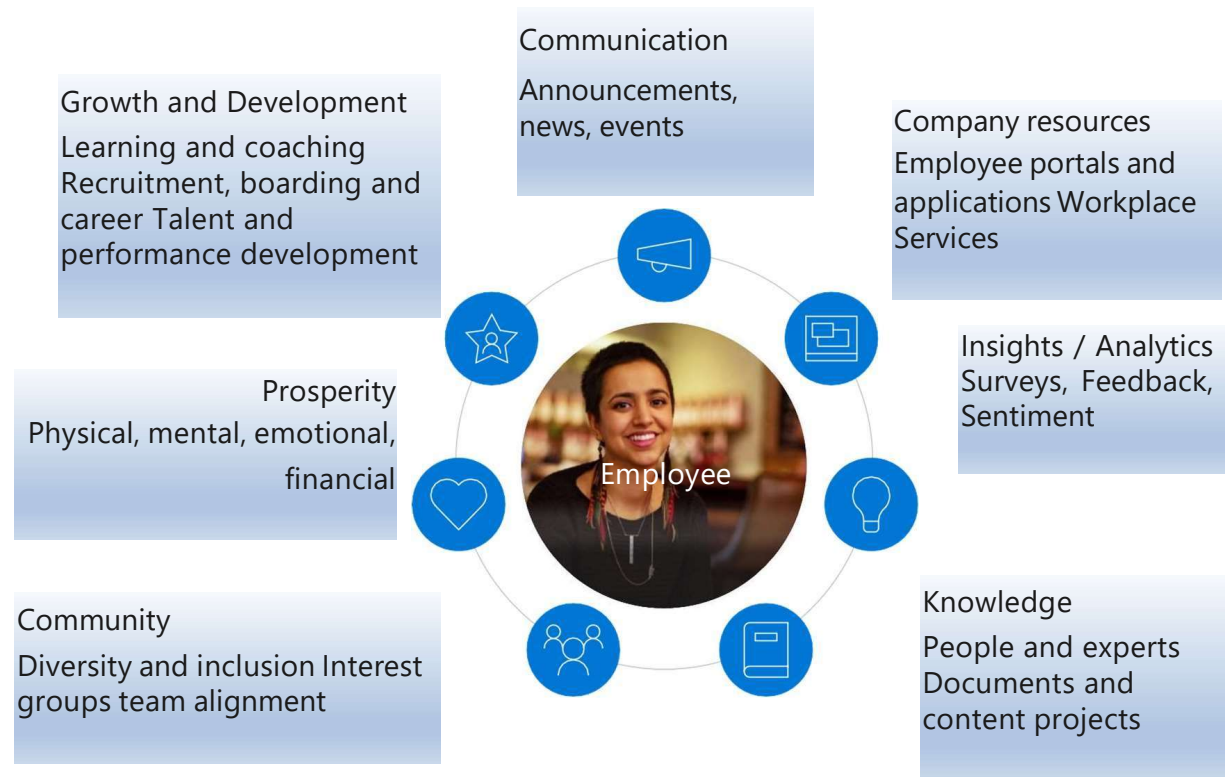 Communication
Announcements,
news, events
Growth and Development
Learning and coaching
Recruitment, boarding and
career Talent and
performance development
Company resources
Employee portals and
applications Workplace
Services
Insights / Analytics
Surveys, Feedback,
Sentiment
Prosperity
Physical, mental, emotional,
financial
Employee
Community
Diversity and inclusion Interest
groups team alignment
Knowledge
People and experts
Documents and
content projects